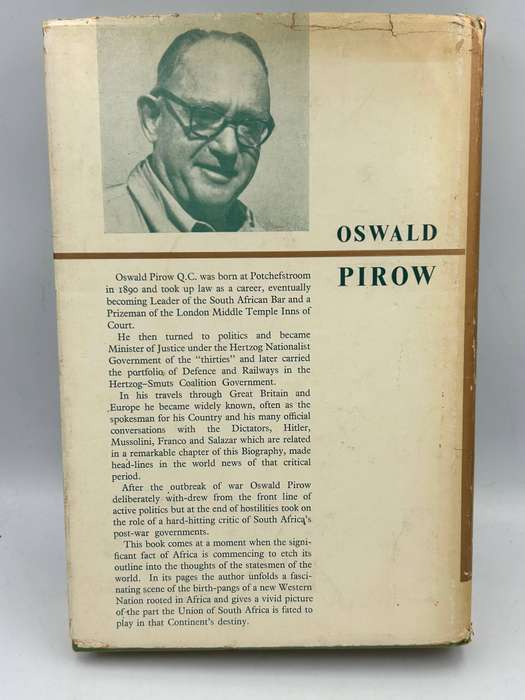 OSWALD
PIROW
Oswald Pirow Q.C. was born at Potchefstroom
in 1890 and took up law as a career, eventually
becoming Leader of the South African Bar and a
Prizeman of the London Middle Temple Inns of
Court.
He then turned to politics and became
Minister of Justice under the Hertzog Nationalist
Government of the "thirties" and later carried
the portfolio of Defence and Railways in the
Hertzog–Smuts Coalition Government.
In his travels through Great Britain and
Europe he became widely known, often as the
spokesman for his Country and his many official
conversations with the Dictators, Hitler,
Mussolini, Franco and Salazar which are related
in a remarkable chapter of this Biography, made
head-lines in the world news of that critical
period.
After the outbreak of war Oswald Pirow
deliberately with-drew from the front line of
active politics but at the end of hostilities took on
the role of a hard-hitting critic of South Africa's
post-war governments.
This book comes at a moment when the signi-
ficant fact of Africa is commencing to etch its
outline into the thoughts of the statesmen of the
world. In its pages the author unfolds a fasci-
nating scene of the birth-pangs of a new Western
Nation rooted in Africa and gives a vivid picture
of the part the Union of South Africa is fated to
play in that Continent's destiny.